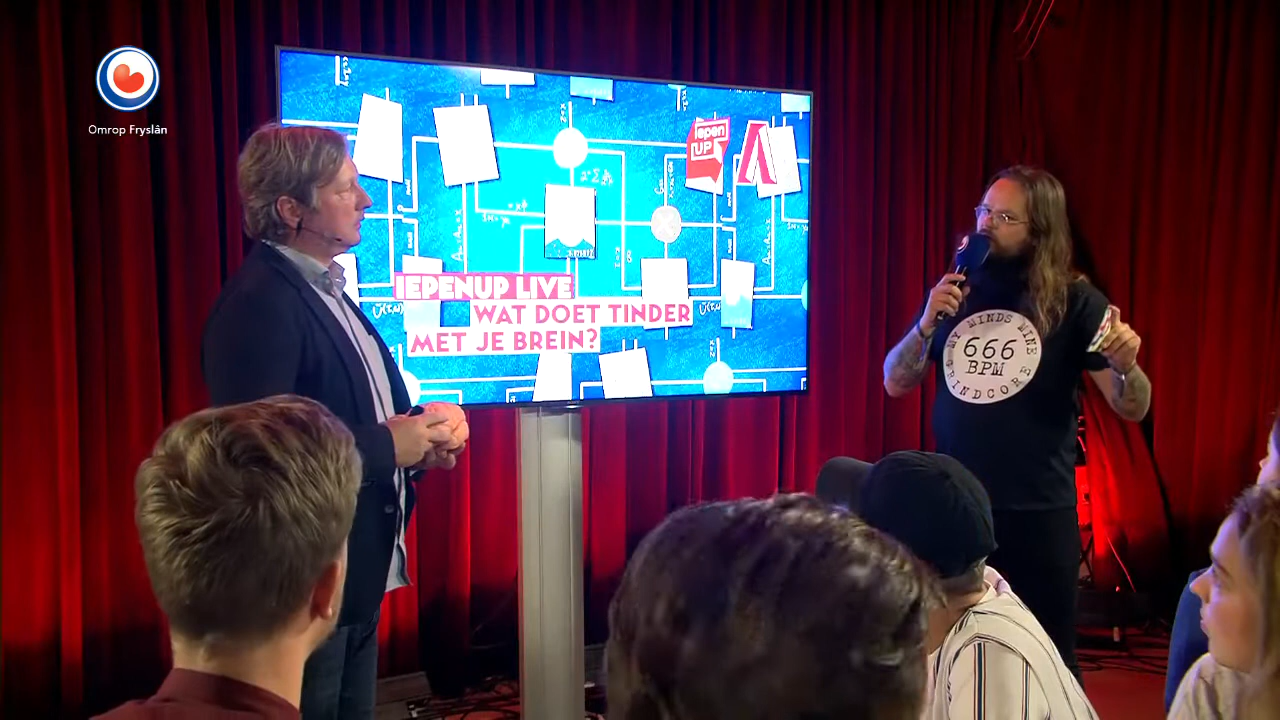 Omrop Fryslân
iepen
UP
IEPENUP LIVE
WAT DOET TINDER
MET JE BREIN?
MY MINDS MINE
666
BPM
GRINDCORE